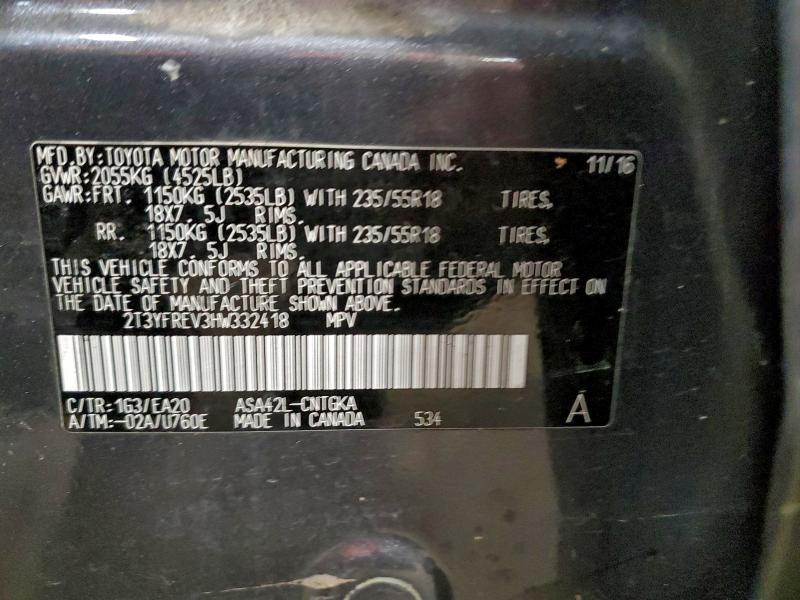 MFD.BY:TOYOTA MOTOR MANUFACTURING CANADA INC. 11/16
GVWR:2055KG (4525LB)
GAWR:FRT. 1150KG (2535LB) WITH 235/55R18 TIRES,
18X7. 5J RIMS.
RR. 1150KG (2535LB) WITH 235/55R18 TIRES,
18X7. 5J RIMS.
THIS VEHICLE CONFORMS TO ALL APPLICABLE FEDERAL MOTOR
VEHICLE SAFETY AND THEFT PREVENTION STANDARDS IN EFFECT ON
THE DATE OF MANUFACTURE SHOWN ABOVE.
2T3YFREV3HW332418 MPV
C/TR:1G3/EA20 ASA42L-CNTGKA
A/TM:-02A/U760E MADE IN CANADA 534 Á